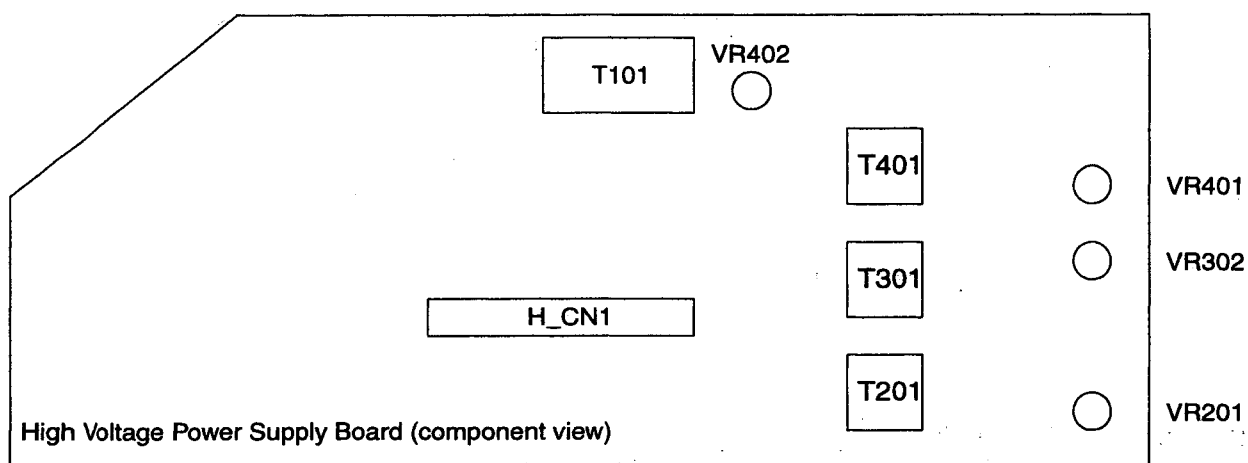 T101
VR402
T401
VR401
T301
VR302
H_CN1
T201
VR201
High Voltage Power Supply Board (component view)